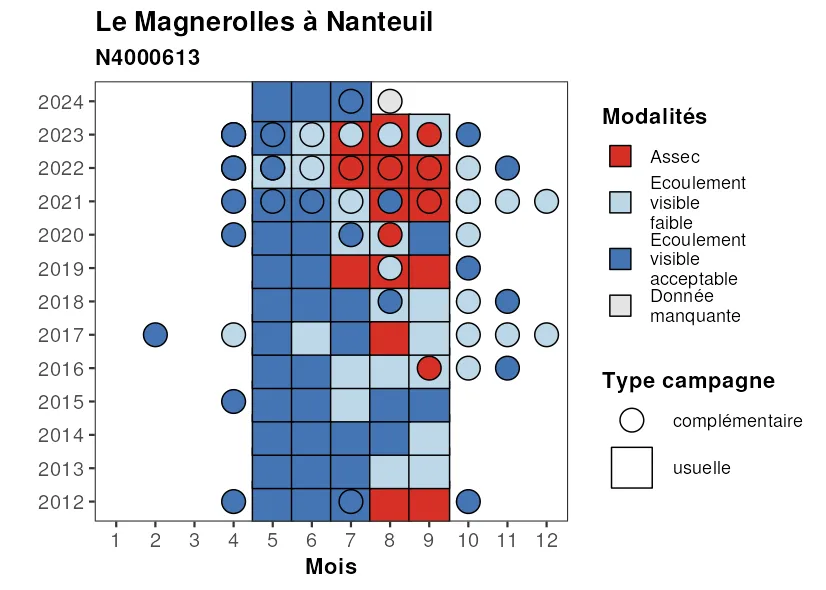 Le Magnerolles à Nanteuil
N4000613
2024
2023
2022
2021
2020
2019
2018
2017
2016
2015
2014
2013
2012
1 2 3 4 5 6 7 8 9 10 11 12
Mois
Modalités
Assec
Ecoulement
visible
faible
Ecoulement
visible
acceptable
Donnée
manquante
Type campagne
complémentaire
usuelle